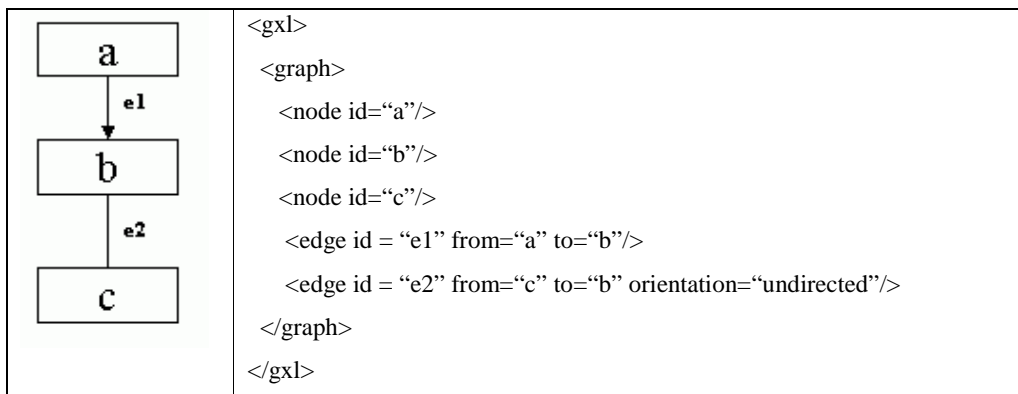 a
e1
b
e2
c
<gxl>
<graph>
<node id=“a”/>
<node id=“b”/>
<node id=“c”/>
<edge id = “e1” from=“a” to=“b”/>
<edge id = “e2” from=“c” to=“b” orientation=“undirected”/>
</graph>
</gxl>